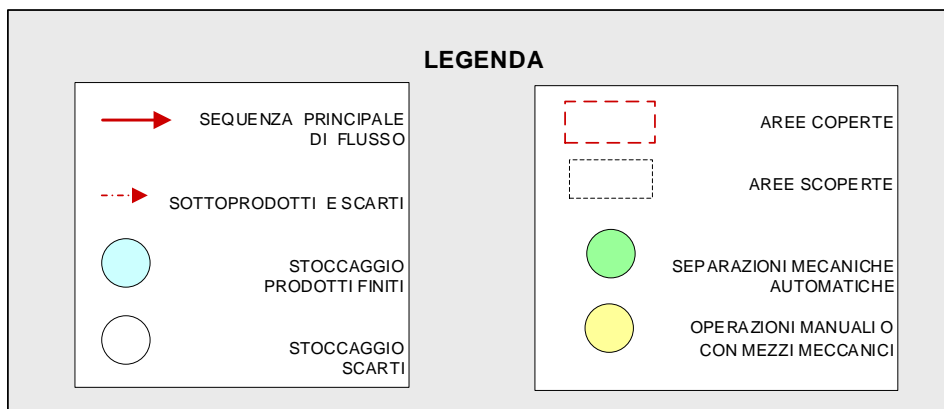 LEGENDA
SEQUENZA PRINCIPALE
DI FLUSSO
SOTTOPRODOTTI E SCARTI
STOCCAGGIO
PRODOTTI FINITI
STOCCAGGIO
SCARTI
AREE COPERTE
AREE SCOPERTE
SEPARAZIONI MECANICHE
AUTOMATICHE
OPERAZIONI MANUALI O
CON MEZZI MECCANICI